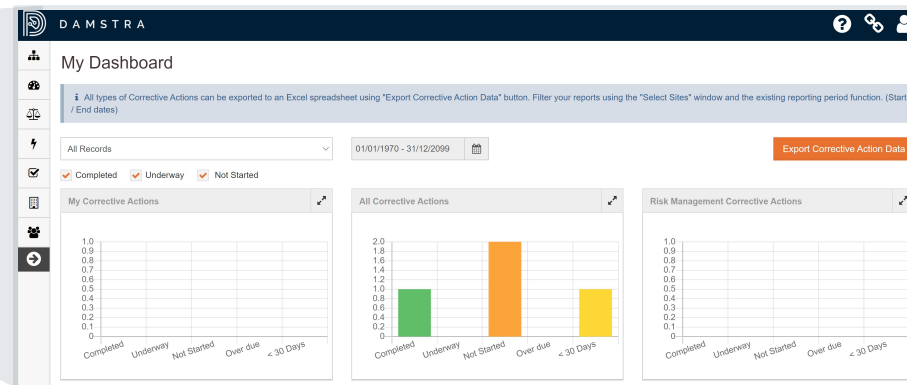 DAMSTRA
My Dashboard
i All types of Corrective Actions can be exported to an Excel spreadsheet using "Export Corrective Action Data" button. Filter your reports using the "Select Sites" window and the existing reporting period function. (Start
/ End dates)
All Records
01/01/1970 - 31/12/2099
Export Corrective Action Data
Completed Underway Not Started
My Corrective Actions
1.0
0.9
0.8
0.7
0.6
0.5
0.4
0.3
0.2
0.1
0
Completed Underway Not Started Over due < 30 Days
All Corrective Actions
2.0
1.8
1.6
1.4
1.2
1.0
0.8
0.6
0.4
0.2
0
Completed Underway Not Started Over due < 30 Days
Risk Management Corrective Actions
1.0
0.9
0.8
0.7
0.6
0.5
0.4
0.3
0.2
0.1
0
Completed Underway Not Started Over due < 30 Days